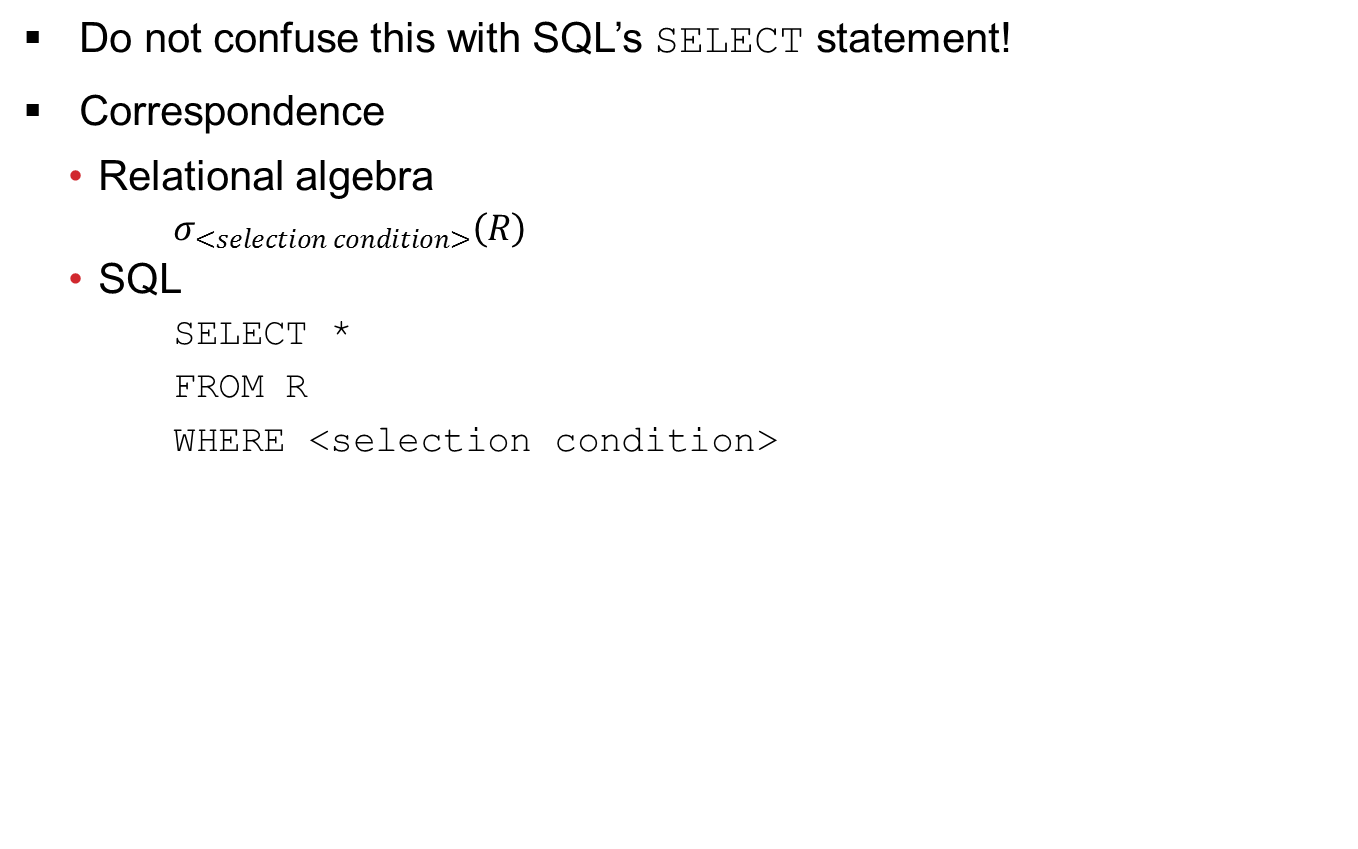 ▪ Do not confuse this with SQL’s SELECT statement!
▪ Correspondence
• Relational algebra
σ<selection condition>(R)
• SQL
SELECT *
FROM R
WHERE <selection condition>